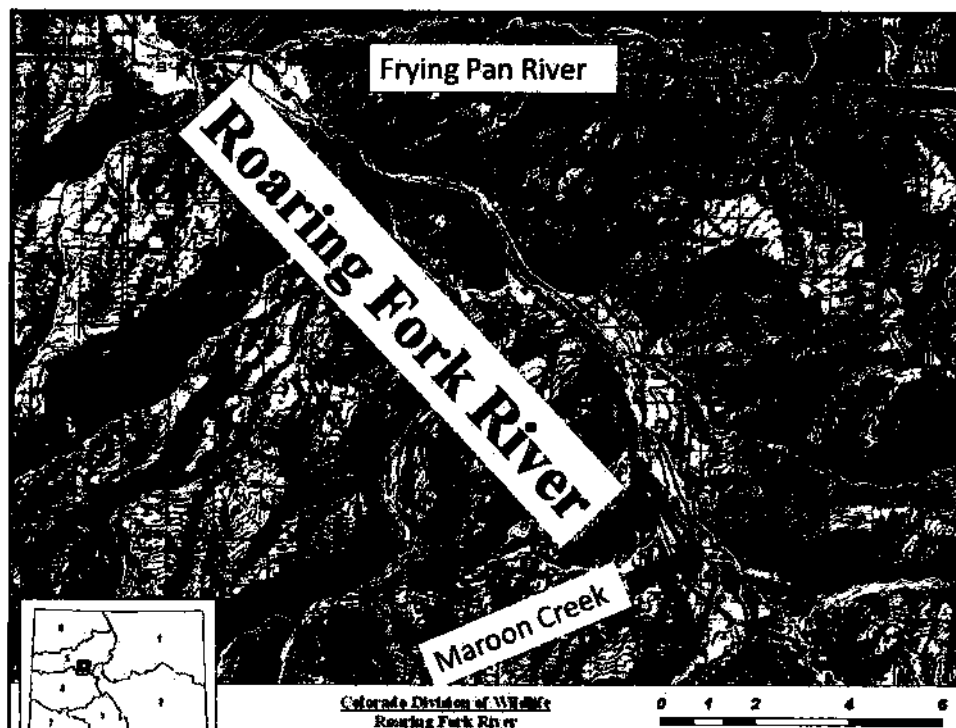 Frying Pan River
Roaring Fork River
Maroon Creek
Colorado Division of Wildlife
Roaring Fork River
0 1 2 4 6